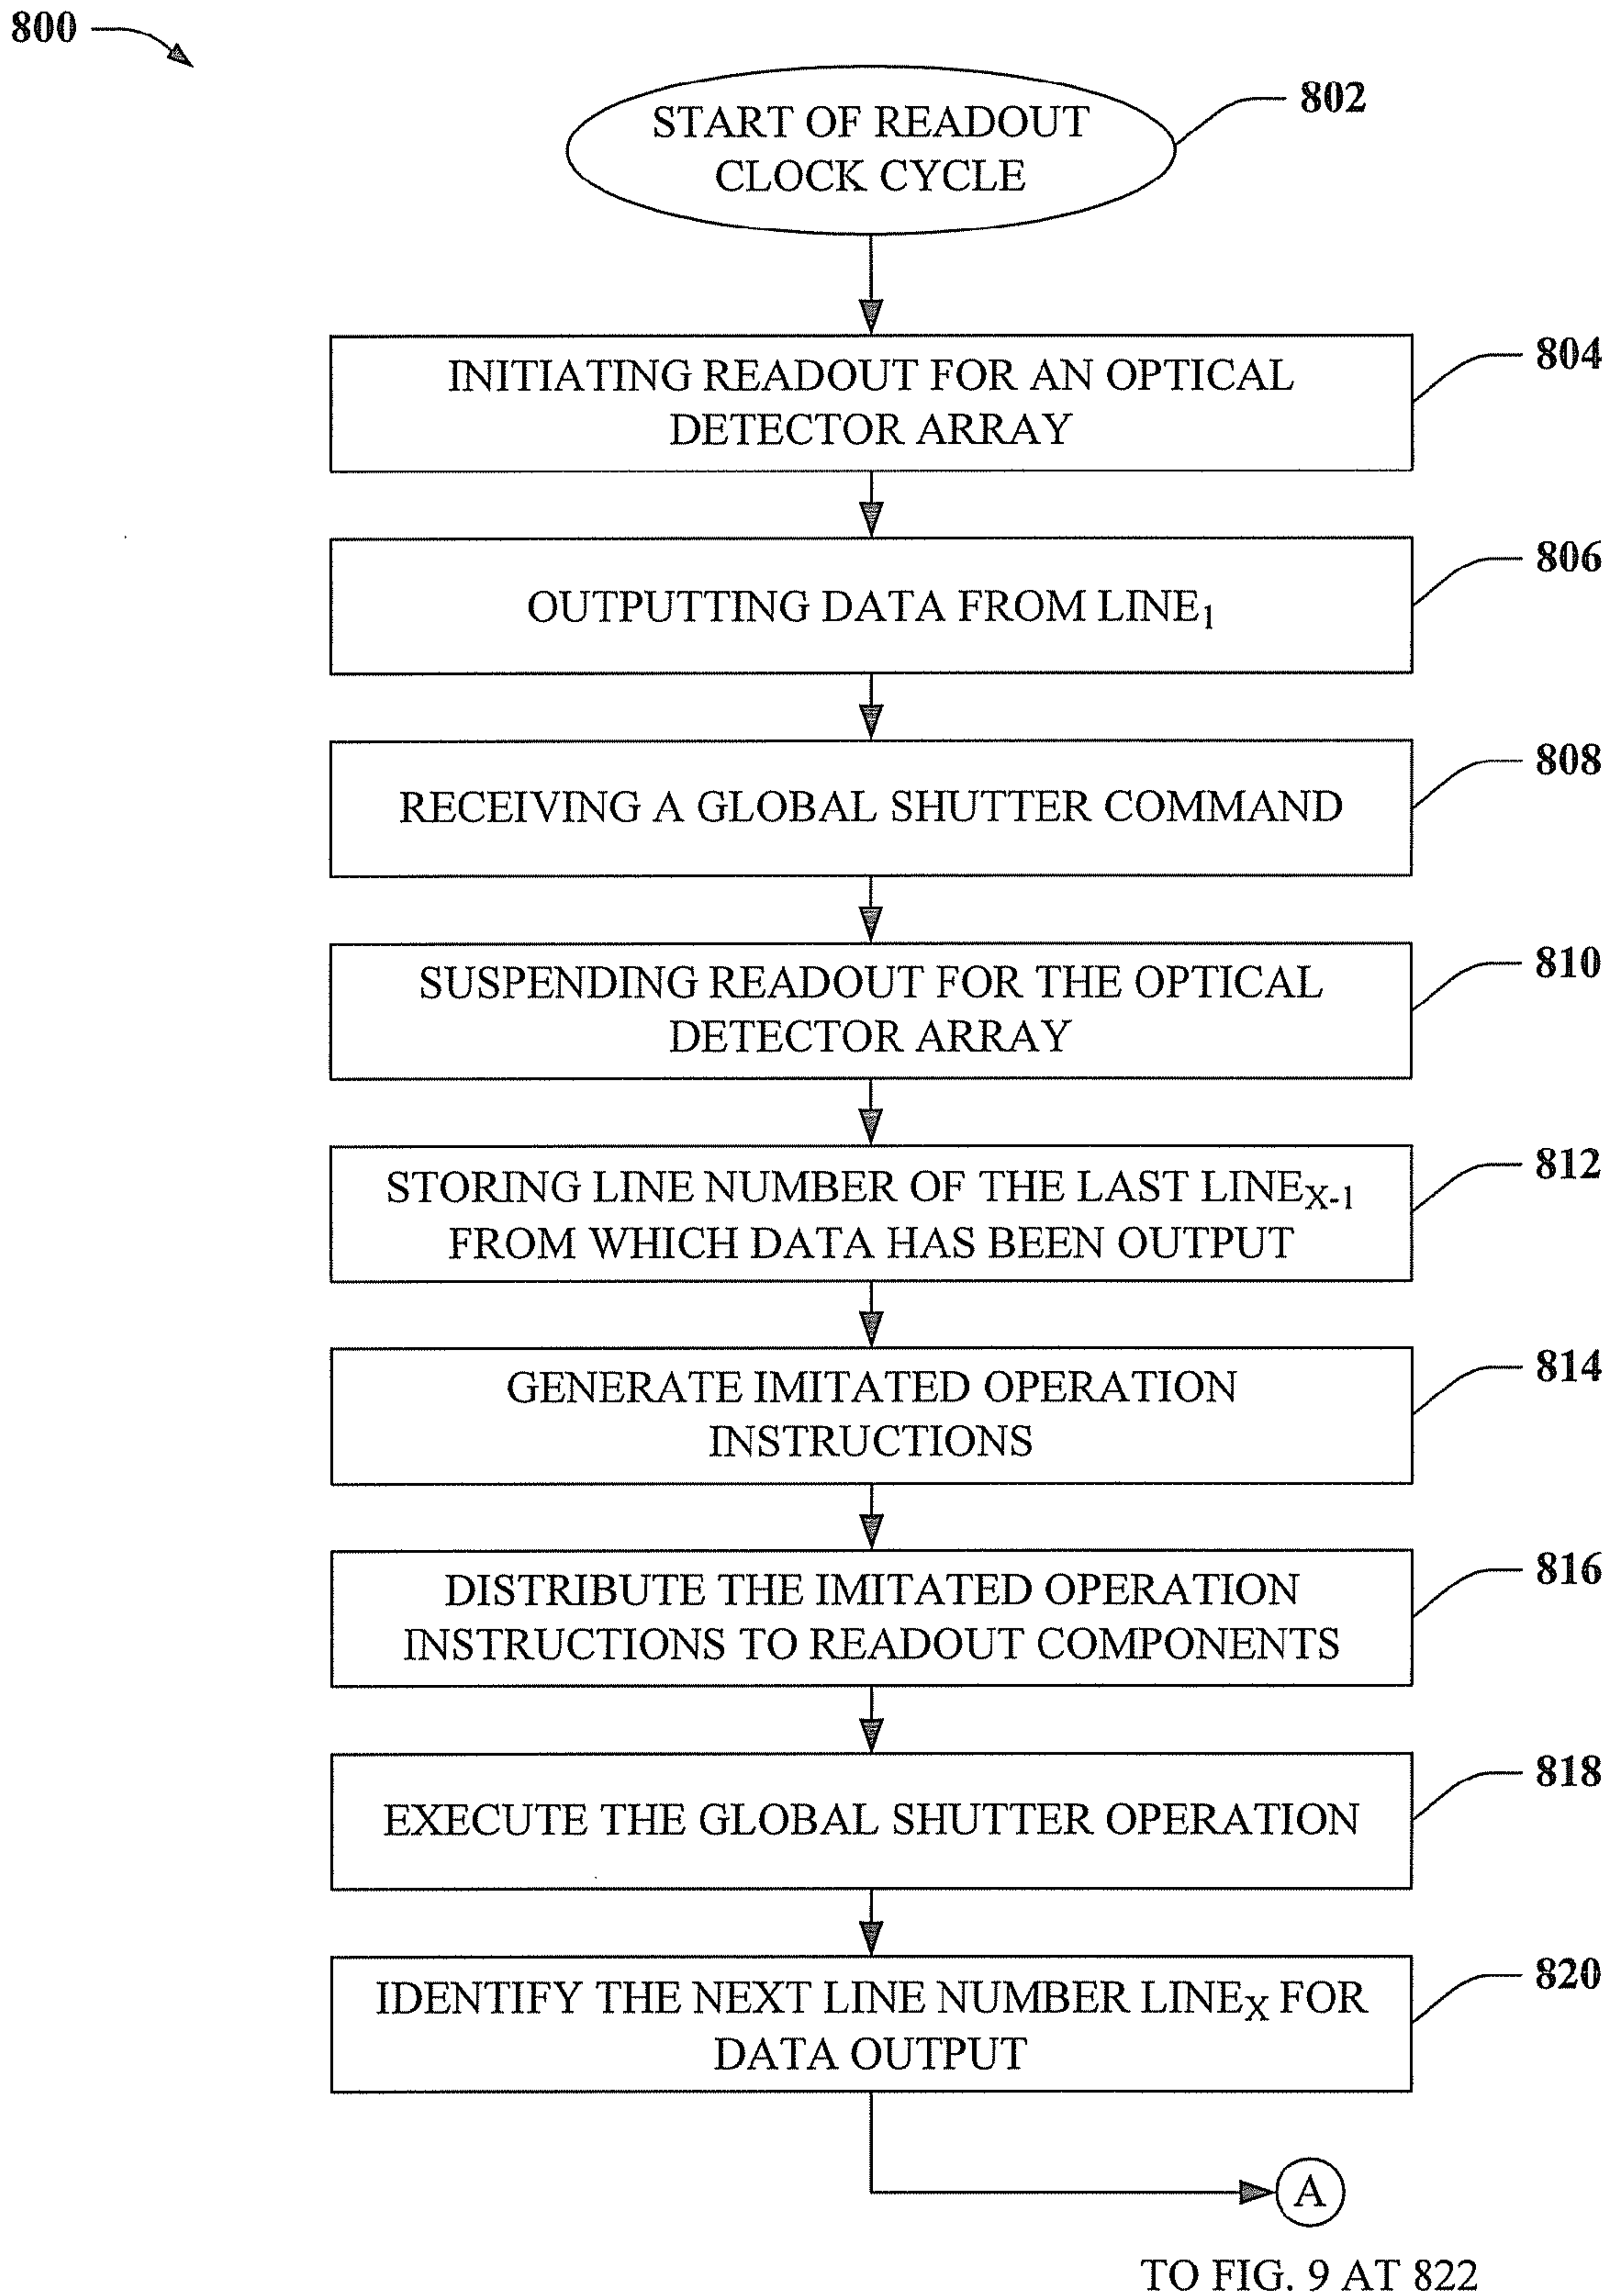 800
START OF READOUT
CLOCK CYCLE
802
INITIATING READOUT FOR AN OPTICAL
DETECTOR ARRAY
804
OUTPUTTING DATA FROM LINE₁
806
RECEIVING A GLOBAL SHUTTER COMMAND
808
SUSPENDING READOUT FOR THE OPTICAL
DETECTOR ARRAY
810
STORING LINE NUMBER OF THE LAST LINE_X-1
FROM WHICH DATA HAS BEEN OUTPUT
812
GENERATE IMITATED OPERATION
INSTRUCTIONS
814
DISTRIBUTE THE IMITATED OPERATION
INSTRUCTIONS TO READOUT COMPONENTS
816
EXECUTE THE GLOBAL SHUTTER OPERATION
818
IDENTIFY THE NEXT LINE NUMBER LINE_X FOR
DATA OUTPUT
820
A
TO FIG. 9 AT 822